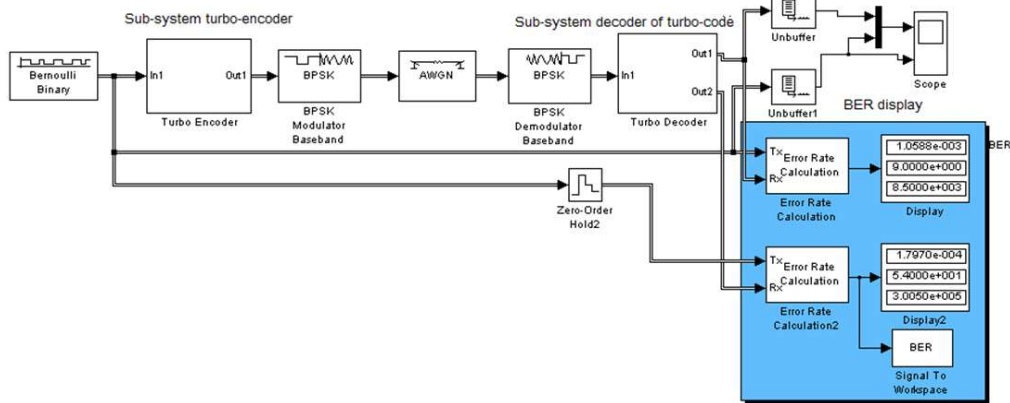 Sub-system turbo-encoder
Sub-system decoder of turbo-code
Bernoulli
Binary
In1
Out1
Turbo Encoder
BPSK
BPSK
Modulator
Baseband
AWGN
BPSK
BPSK
Demodulator
Baseband
In1
Out1
Out2
Turbo Decoder
Unbuffer
Unbuffer1
Scope
BER display
BER
Tx
Rx
Error Rate
Calculation
Error Rate
Calculation
1.0588e-003
9.0000e+000
8.5000e+003
Display
Zero-Order
Hold2
Tx
Rx
Error Rate
Calculation
Error Rate
Calculation2
1.7970e-004
5.4000e+001
3.0050e+005
Display2
BER
Signal To
Workspace